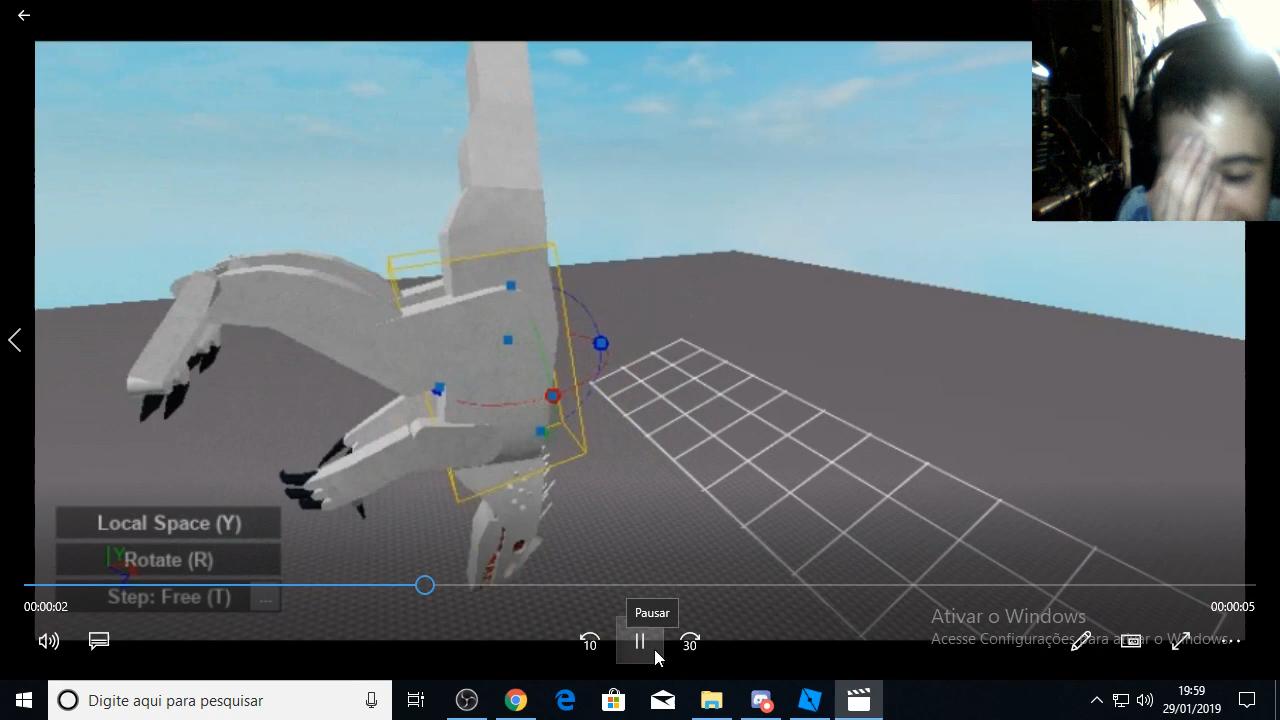 Local Space (Y)
Y
Rotate (R)
Z
Step: Free (T)
...
00:00:02
00:00:05
Pausar
10
30
Ativar o Windows
Acesse Configurações para ativar o Windows.
Digite aqui para pesquisar
19:59
29/01/2019